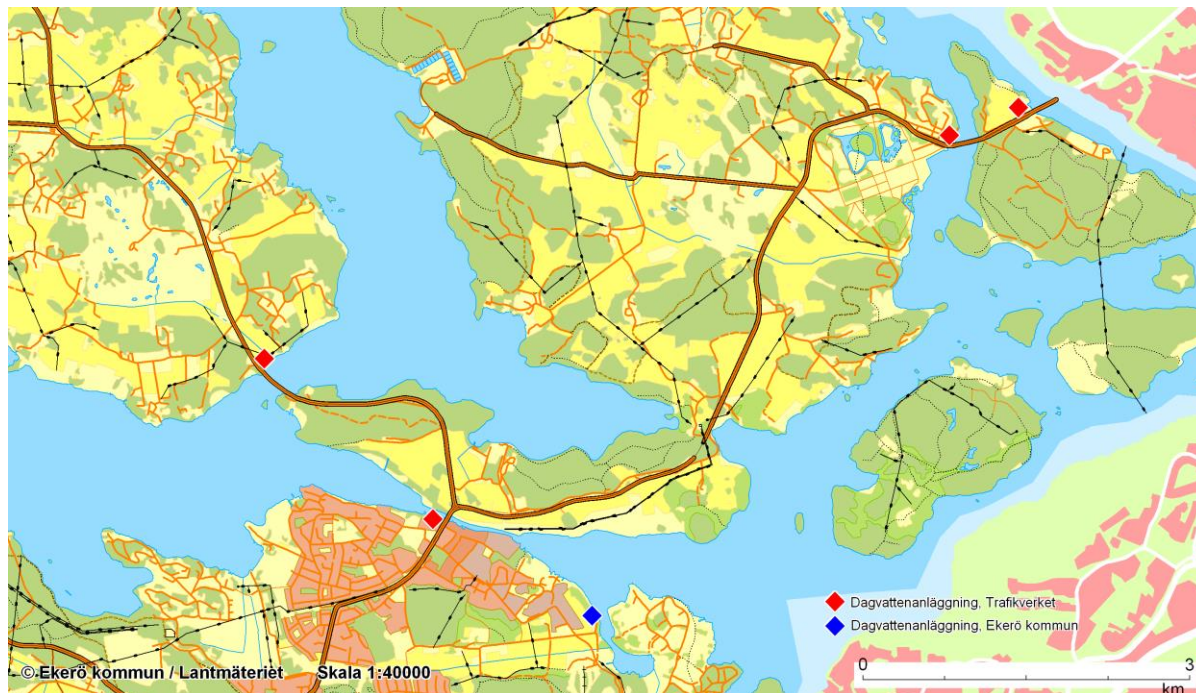 Dagvattenanläggning, Trafikverket
Dagvattenanläggning, Ekerö kommun
© Ekerö kommun / Lantmäteriet Skala 1:40000
0 3
km